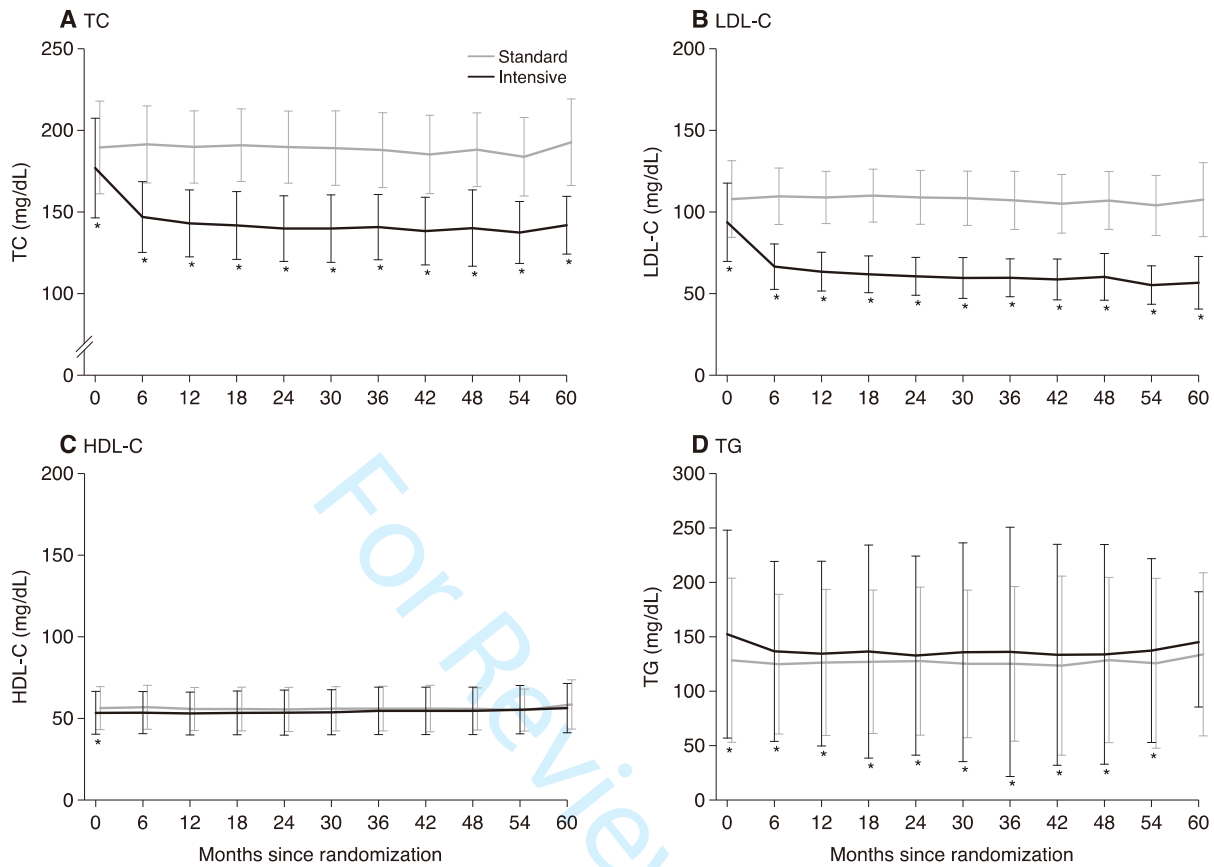 A TC
Standard
Intensive
TC (mg/dL)
250
200
150
100
0
0 6 12 18 24 30 36 42 48 54 60
* * * * * * * * * * *
B LDL-C
LDL-C (mg/dL)
200
150
100
50
0
0 6 12 18 24 30 36 42 48 54 60
* * * * * * * * * * *
C HDL-C
HDL-C (mg/dL)
200
150
100
50
0
*
0 6 12 18 24 30 36 42 48 54 60
Months since randomization
D TG
TG (mg/dL)
300
250
200
150
100
50
0
* * * * * * * * * *
0 6 12 18 24 30 36 42 48 54 60
Months since randomization
For Review